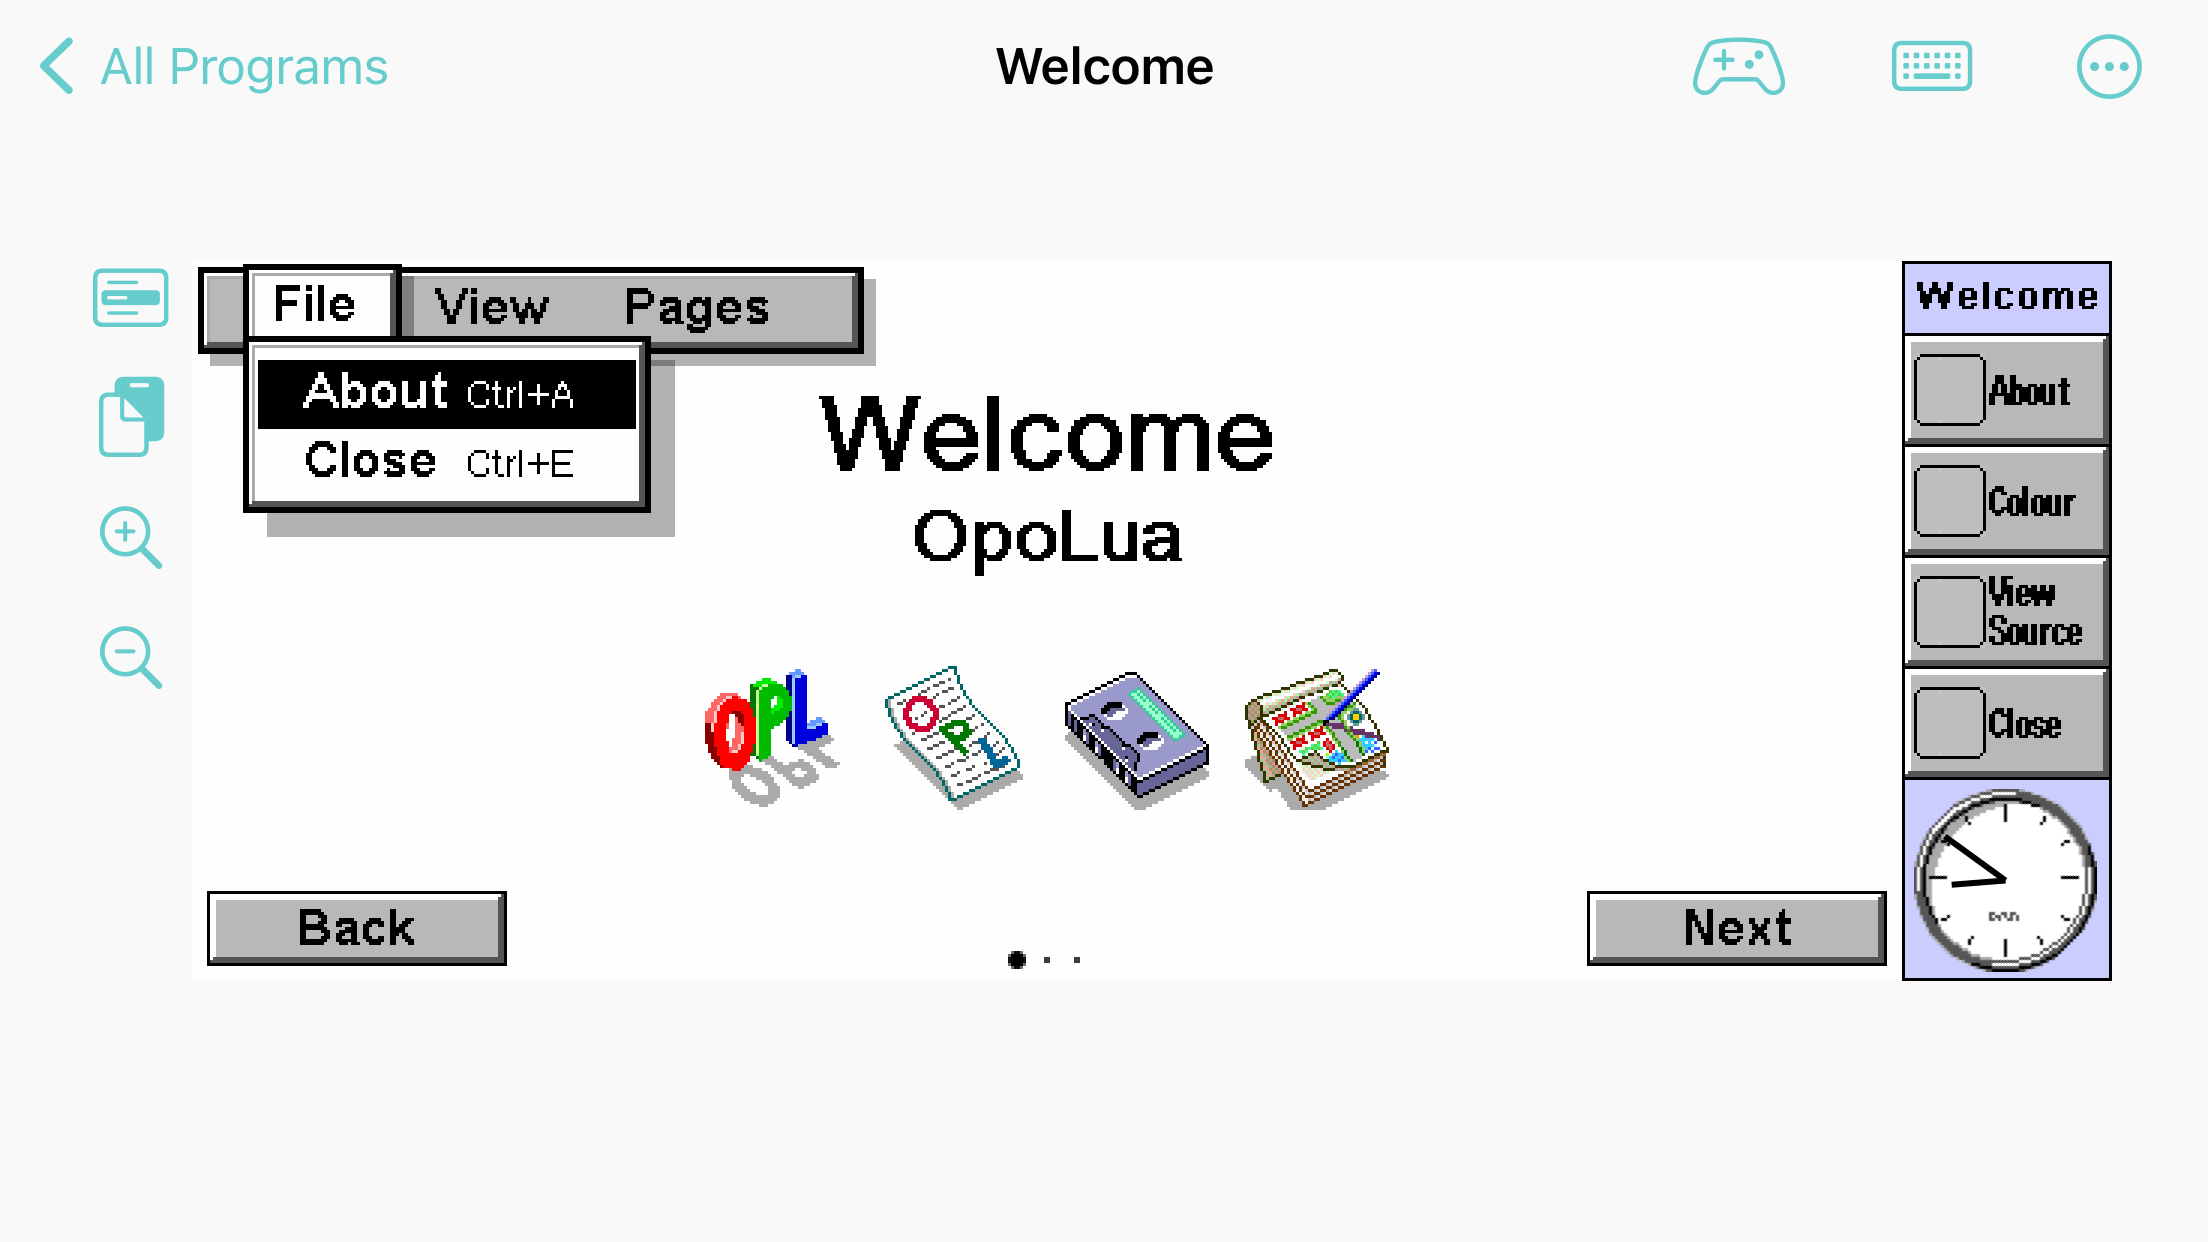 All Programs
Welcome
File View Pages
About Ctrl+A
Close Ctrl+E
Welcome
OpoLua
OPL
OPL
Back
Next
Welcome
About
Colour
View
Source
Close